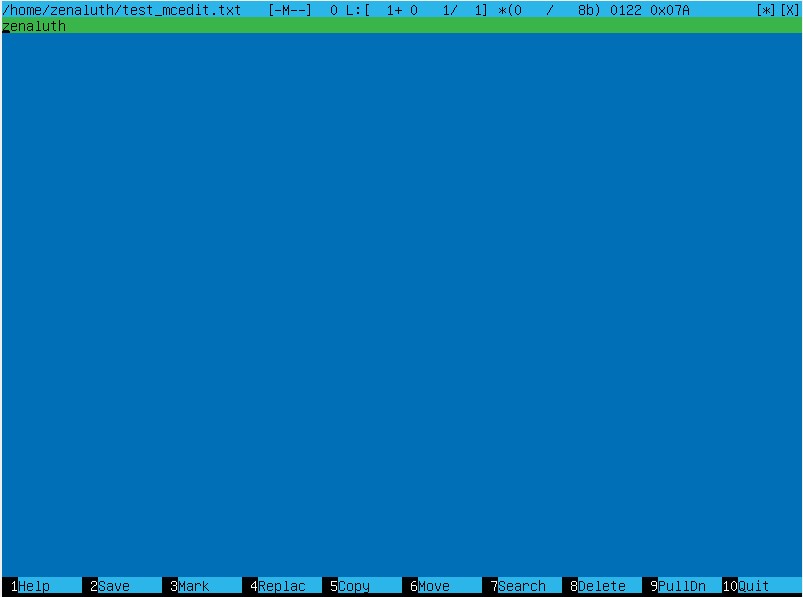 /home/zenaluth/test_mcedit.txt   [-M--]  0 L:[  1+ 0   1/  1] *(0   /   8b) 0122 0x07A        [*][X]
zenaluth
1Help  2Save  3Mark  4Replac  5Copy  6Move  7Search  8Delete  9PullDn  10Quit